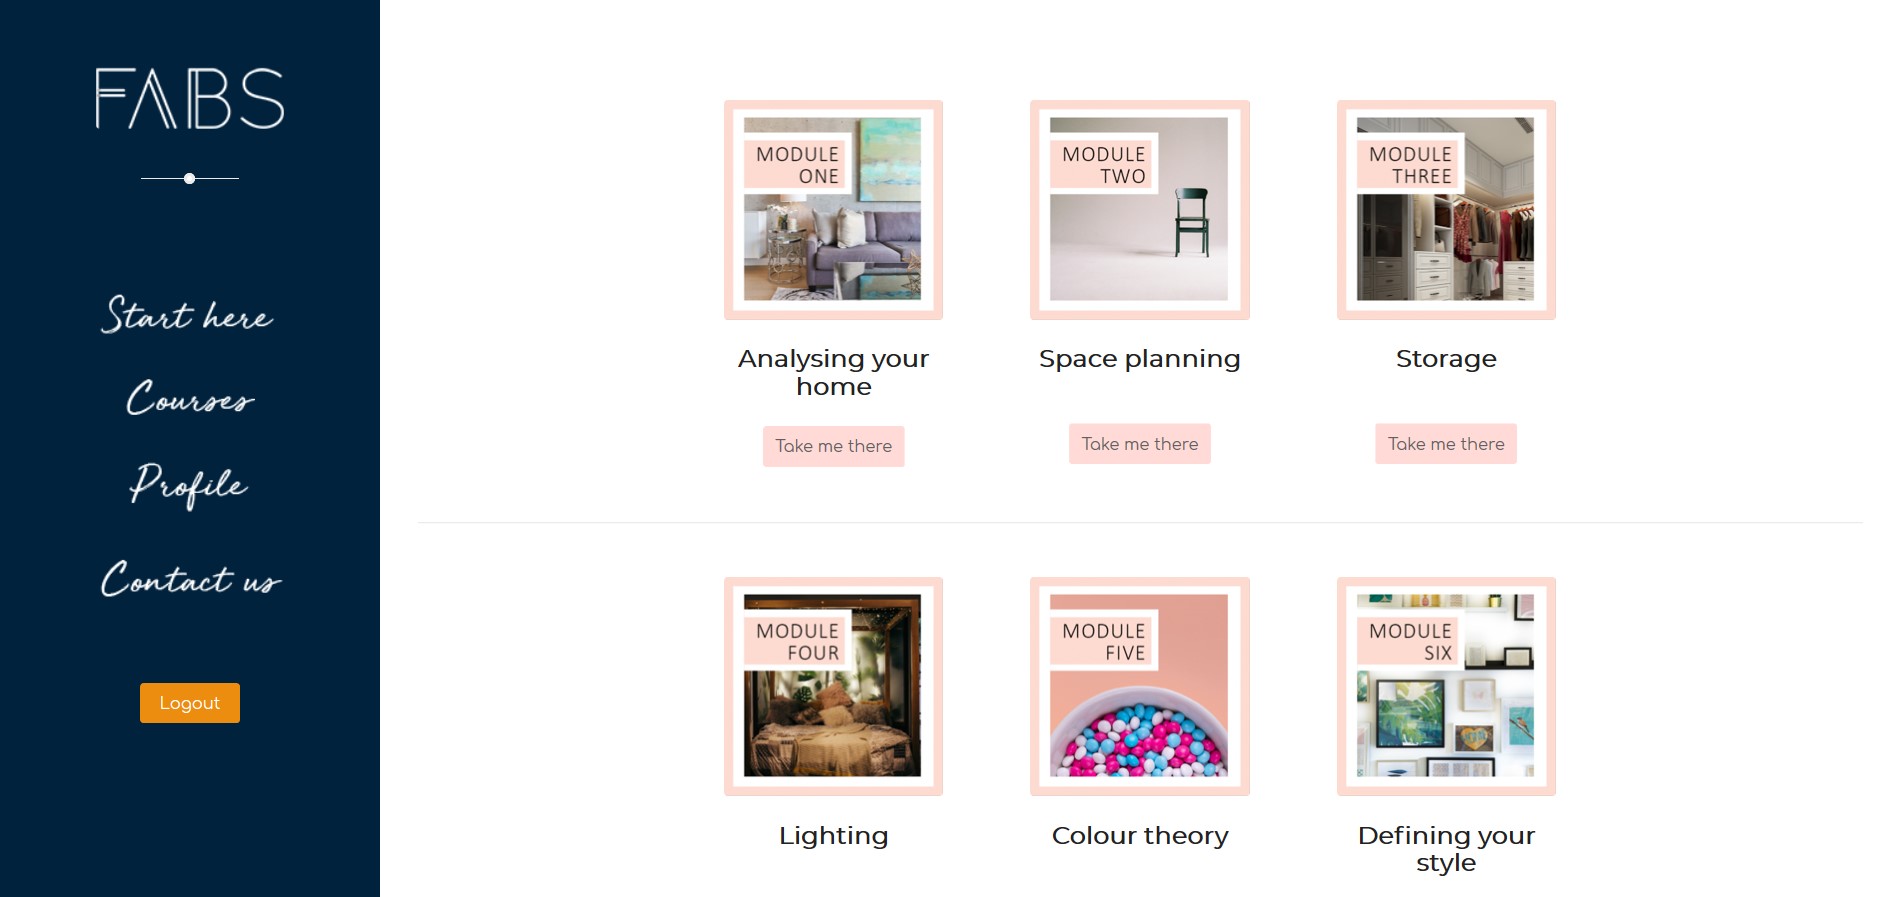 FABS
Start here
Courses
Profile
Contact us
Logout
MODULE
ONE
Analysing your
home
Take me there
MODULE
TWO
Space planning
Take me there
MODULE
THREE
Storage
Take me there
MODULE
FOUR
Lighting
MODULE
FIVE
Colour theory
MODULE
SIX
Defining your
style